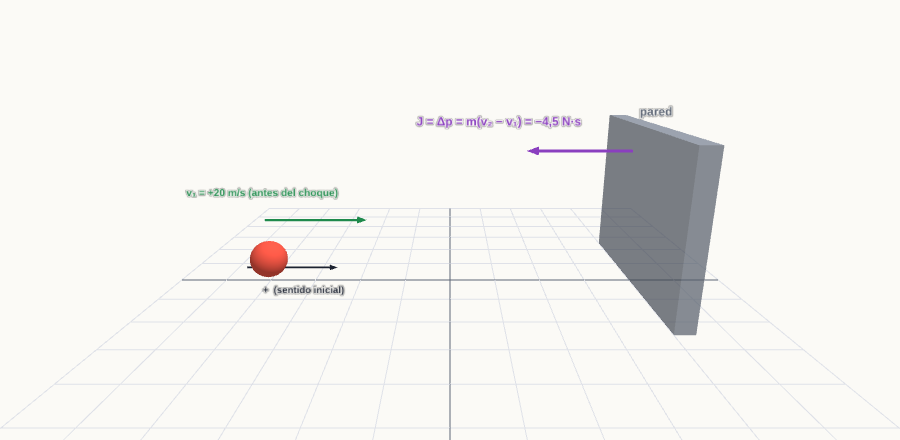 pared
J = Δp = m(v₂ − v₁) = −4,5 N·s
v₁ = +20 m/s (antes del choque)
+ (sentido inicial)